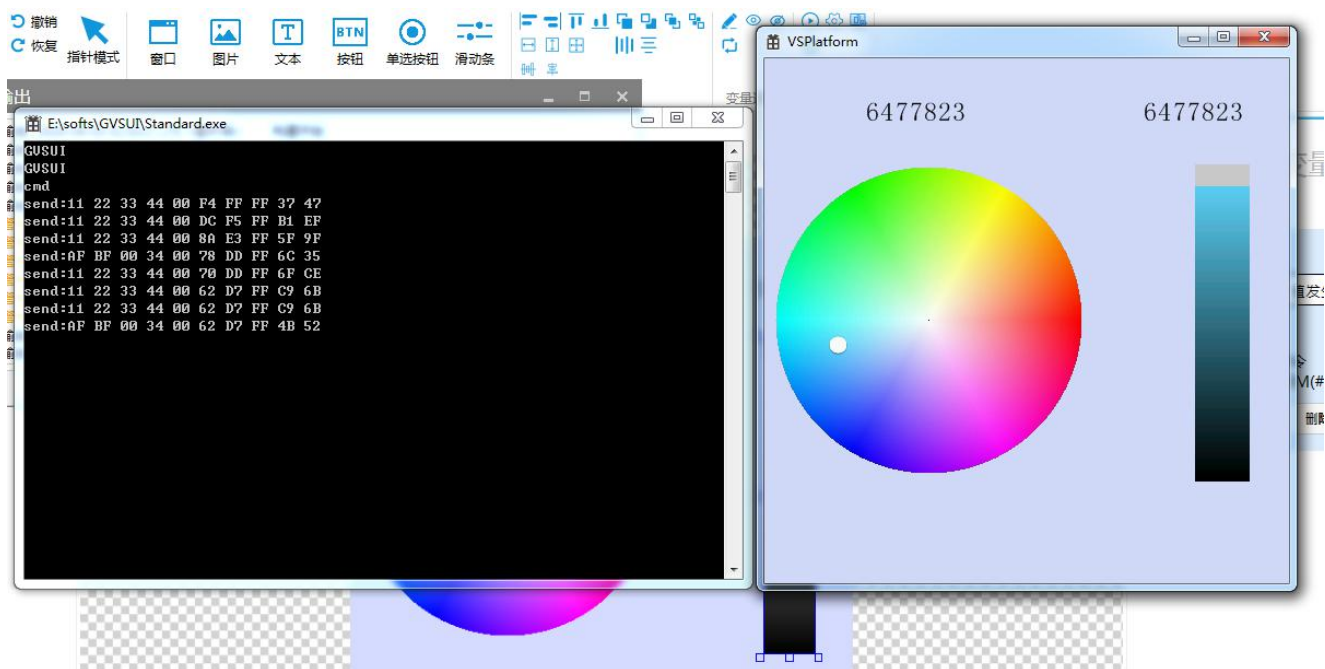 撤销
恢复
指针模式
窗口
图片
T
文本
BTN
按钮
单选按钮
滑动条
出
变量
E:\softs\GVSUI\Standard.exe
GVSUI
GVSUI
cmd
send:11 22 33 44 00 F4 FF FF 37 47
send:11 22 33 44 00 DC F5 FF B1 EF
send:11 22 33 44 00 8A E3 FF 5F 9F
send:AF BF 00 34 00 78 DD FF 6C 35
send:11 22 33 44 00 70 DD FF 6F CE
send:11 22 33 44 00 62 D7 FF C9 6B
send:11 22 33 44 00 62 D7 FF C9 6B
send:AF BF 00 34 00 62 D7 FF 4B 52
VSPlatform
6477823
6477823
值发
令
M(#
删